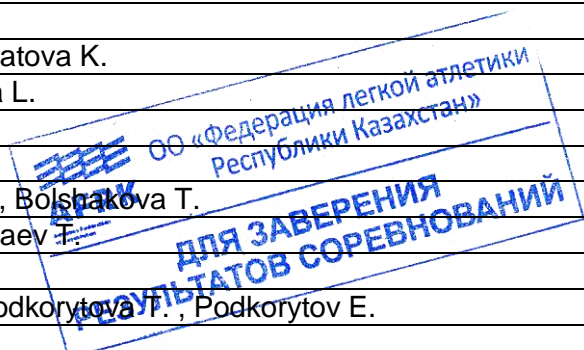 atova K.
a L.
ОО «Федерация легкой атлетики
Республики Казахстан»
, Bolshakova T.
aev T.
ДЛЯ ЗАВЕРЕНИЯ
РЕЗУЛЬТАТОВ СОРЕВНОВАНИЙ
odkorytova T. , Podkorytov E.